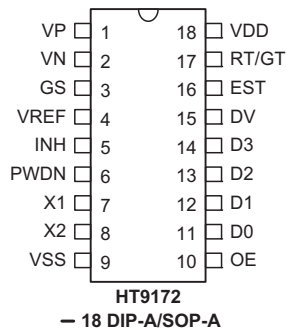 VP 1 18 VDD
VN 2 17 RT/GT
GS 3 16 EST
VREF 4 15 DV
INH 5 14 D3
PWDN 6 13 D2
X1 7 12 D1
X2 8 11 D0
VSS 9 10 OE
HT9172
– 18 DIP-A/SOP-A